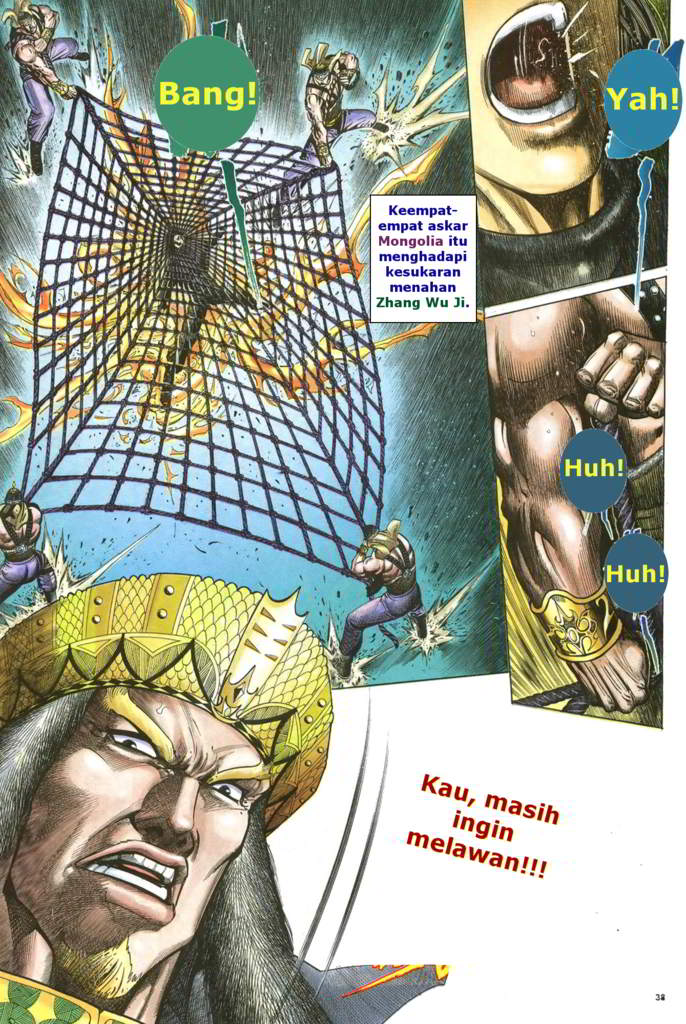 Bang!
Yah!
Keempat-
empat askar
Mongolia itu
menghadapi
kesukaran
menahan
Zhang Wu Ji.
Huh!
Huh!
Kau, masih
ingin
melawan!!!
38